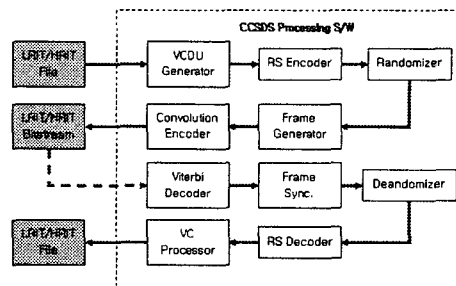 CCSDS Processing S/W
LRIT/HRIT
File
VCDU
Generator
RS Encoder
Randomizer
LRIT/HRIT
Bitstream
Convolution
Encoder
Frame
Generator
Viterbi
Decoder
Frame
Sync.
Deandomizer
LRIT/HRIT
File
VC
Processor
RS Decoder